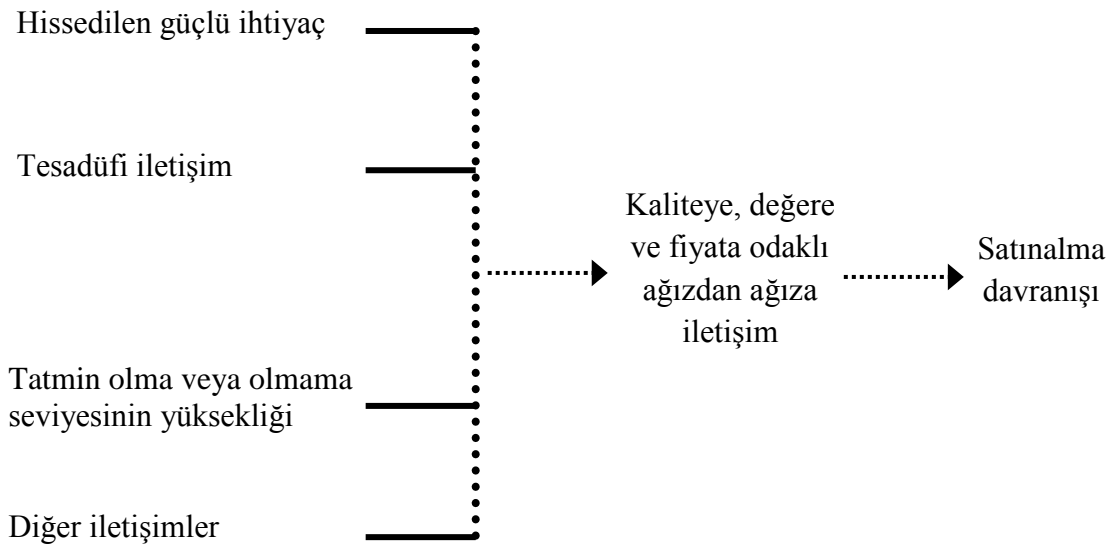 Hissedilen güçlü ihtiyaç
Tesadüfi iletişim
Tatmin olma veya olmama
seviyesinin yüksekliği
Diğer iletişimler
Kaliteye, değere
ve fiyata odaklı
ağızdan ağıza
iletişim
Satınalma
davranışı